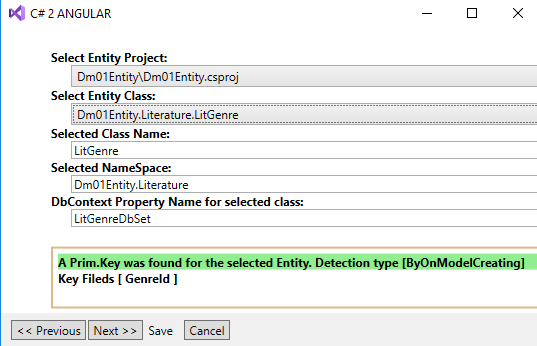 C# 2 ANGULAR
Select Entity Project:
Dm01Entity\Dm01Entity.csproj
Select Entity Class:
Dm01Entity.Literature.LitGenre
Selected Class Name:
LitGenre
Selected NameSpace:
Dm01Entity.Literature
DbContext Property Name for selected class:
LitGenreDbSet
A Prim.Key was found for the selected Entity. Detection type [ByOnModelCreating]
Key Fileds [ GenreId ]
<< Previous Next >> Save Cancel